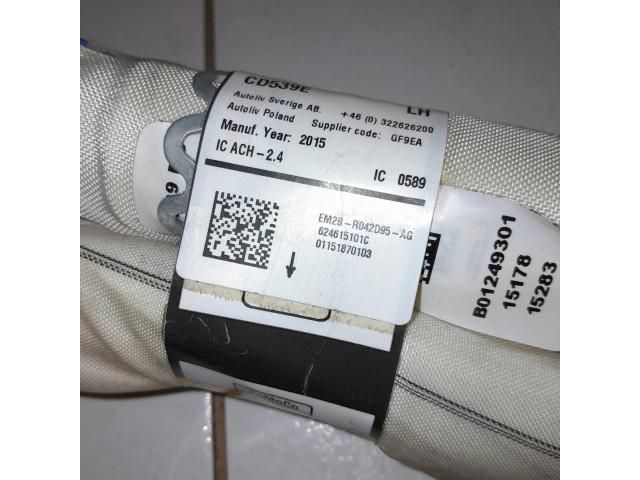 CD539E LH
Autoliv Sverige AB. +46 (0) 322626200
Autoliv Poland Supplier code: GF9EA
Manuf. Year: 2015
IC ACH-2.4 IC 0589
EM2B-R042D95-AG
624615101C
01151870103
B01249301
15178
15283